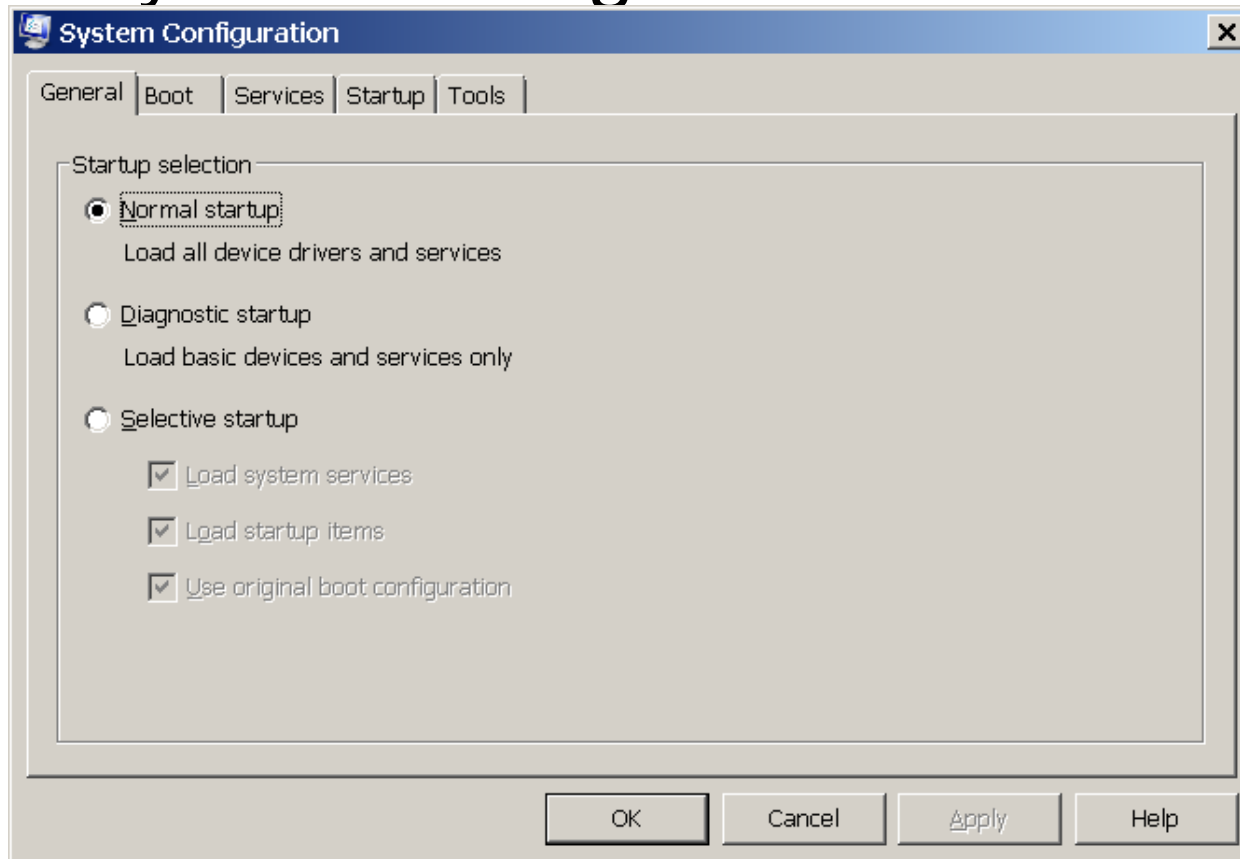 System Configuration
General Boot Services Startup Tools
Startup selection
Normal startup
Load all device drivers and services
Diagnostic startup
Load basic devices and services only
Selective startup
Load system services
Load startup items
Use original boot configuration
OK Cancel Apply Help